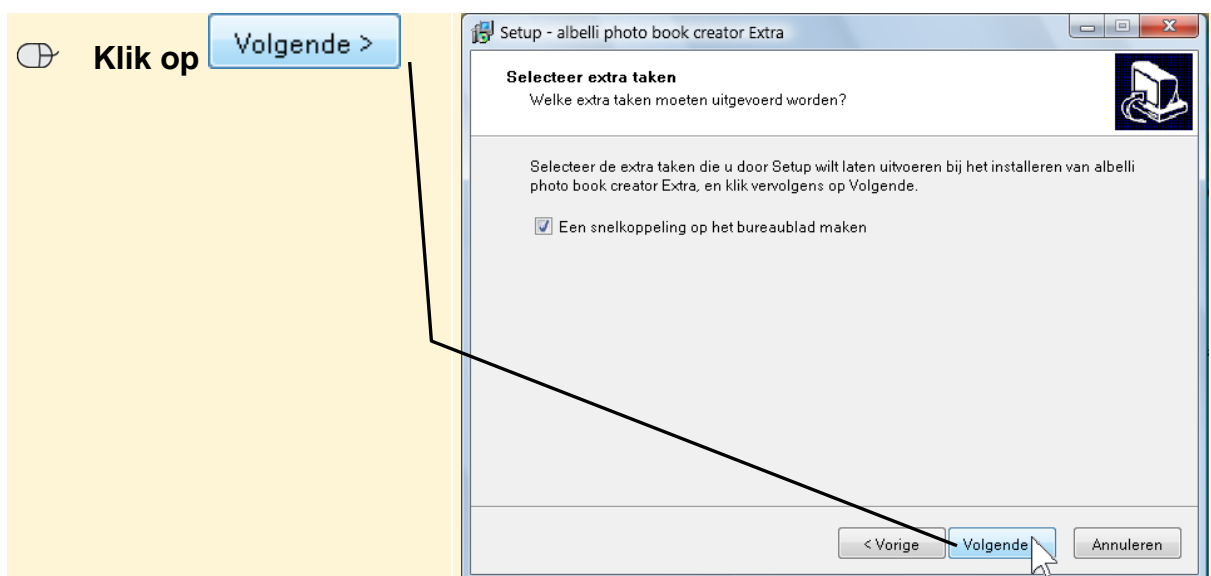 Klik op Volgende > .
Setup - albelli photo book creator Extra
Selecteer extra taken
Welke extra taken moeten uitgevoerd worden?
Selecteer de extra taken die u door Setup wilt laten uitvoeren bij het installeren van albelli
photo book creator Extra, en klik vervolgens op Volgende.
Een snelkoppeling op het bureaublad maken
< Vorige Volgende Annuleren